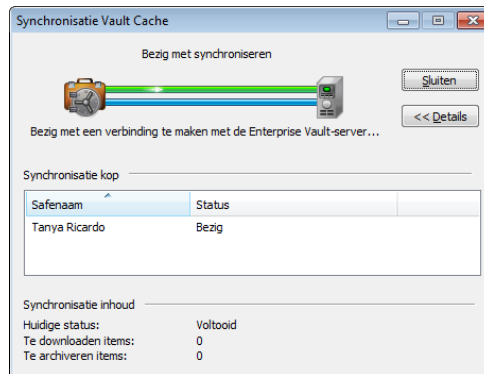 Synchronisatie Vault Cache
Bezig met synchroniseren
Sluiten
<< Details
Bezig met een verbinding te maken met de Enterprise Vault-server...
Synchronisatie kop
Safenaam Status
Tanya Ricardo Bezig
Synchronisatie inhoud
Huidige status: Voltooid
Te downloaden items: 0
Te archiveren items: 0